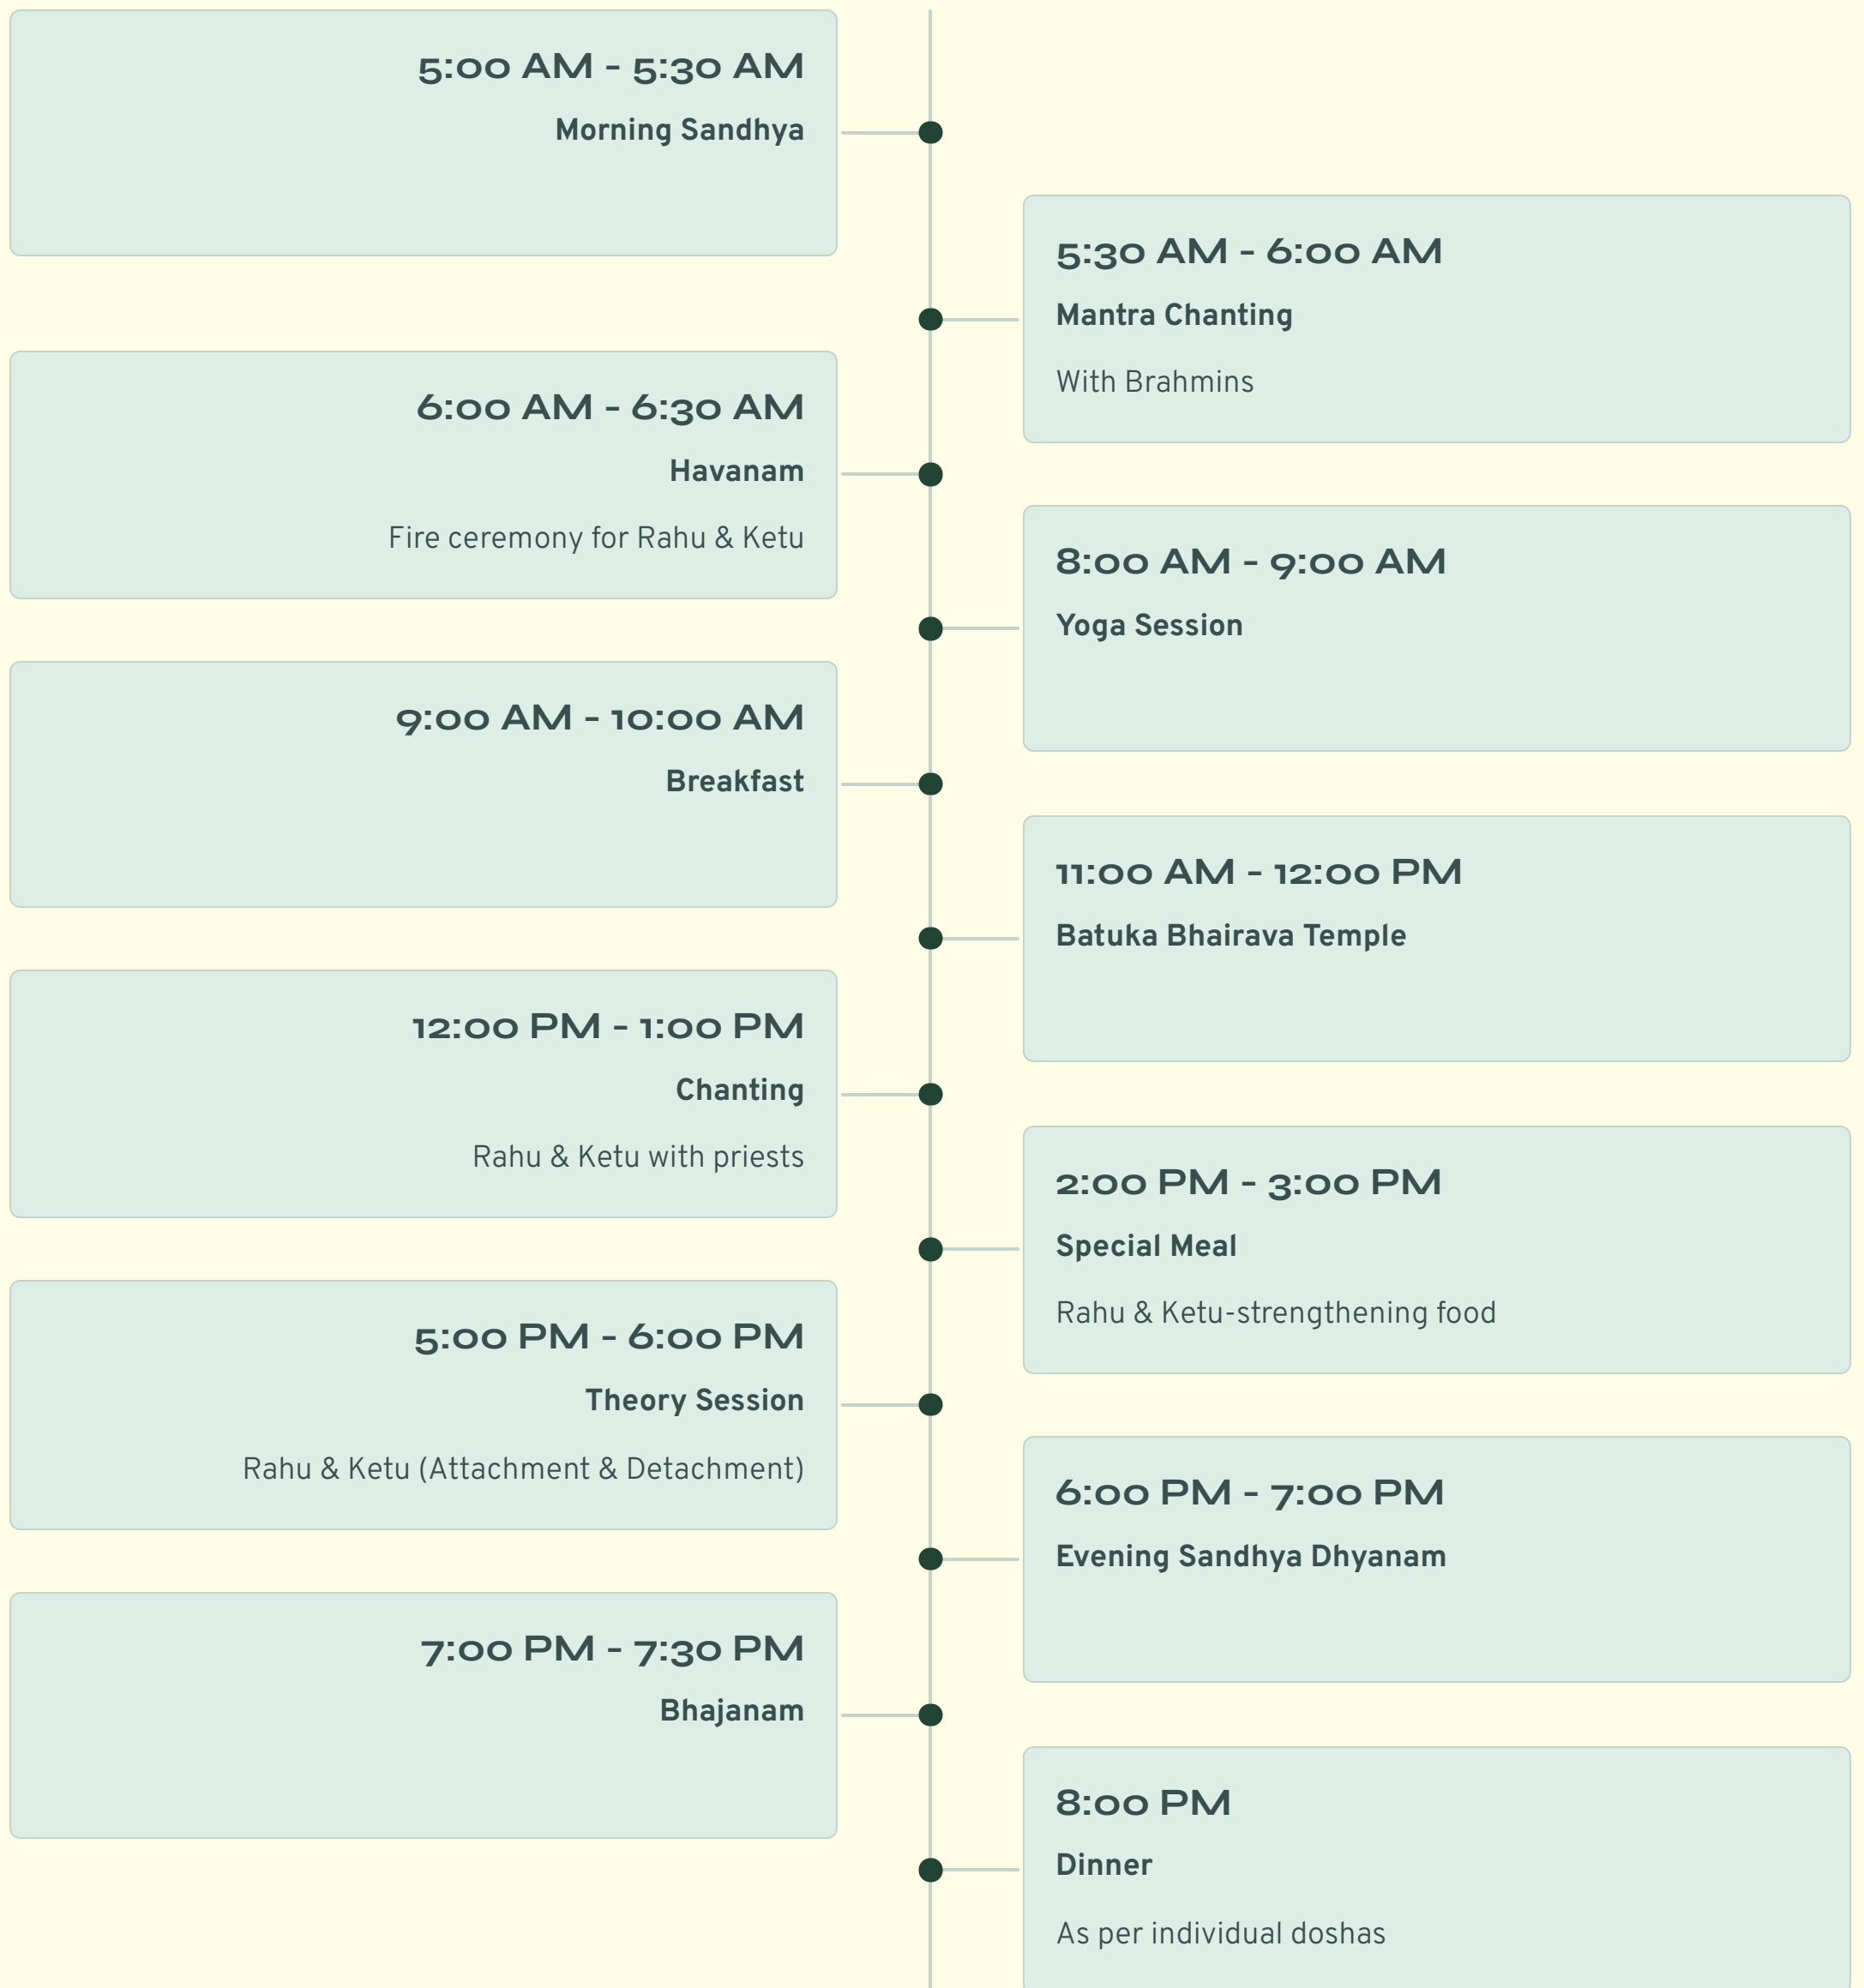 5:00 AM - 5:30 AM
Morning Sandhya
5:30 AM - 6:00 AM
Mantra Chanting
With Brahmins
6:00 AM - 6:30 AM
Havanam
Fire ceremony for Rahu & Ketu
8:00 AM - 9:00 AM
Yoga Session
9:00 AM - 10:00 AM
Breakfast
11:00 AM - 12:00 PM
Batuka Bhairava Temple
12:00 PM - 1:00 PM
Chanting
Rahu & Ketu with priests
2:00 PM - 3:00 PM
Special Meal
Rahu & Ketu-strengthening food
5:00 PM - 6:00 PM
Theory Session
Rahu & Ketu (Attachment & Detachment)
6:00 PM - 7:00 PM
Evening Sandhya Dhyanam
7:00 PM - 7:30 PM
Bhajanam
8:00 PM
Dinner
As per individual doshas